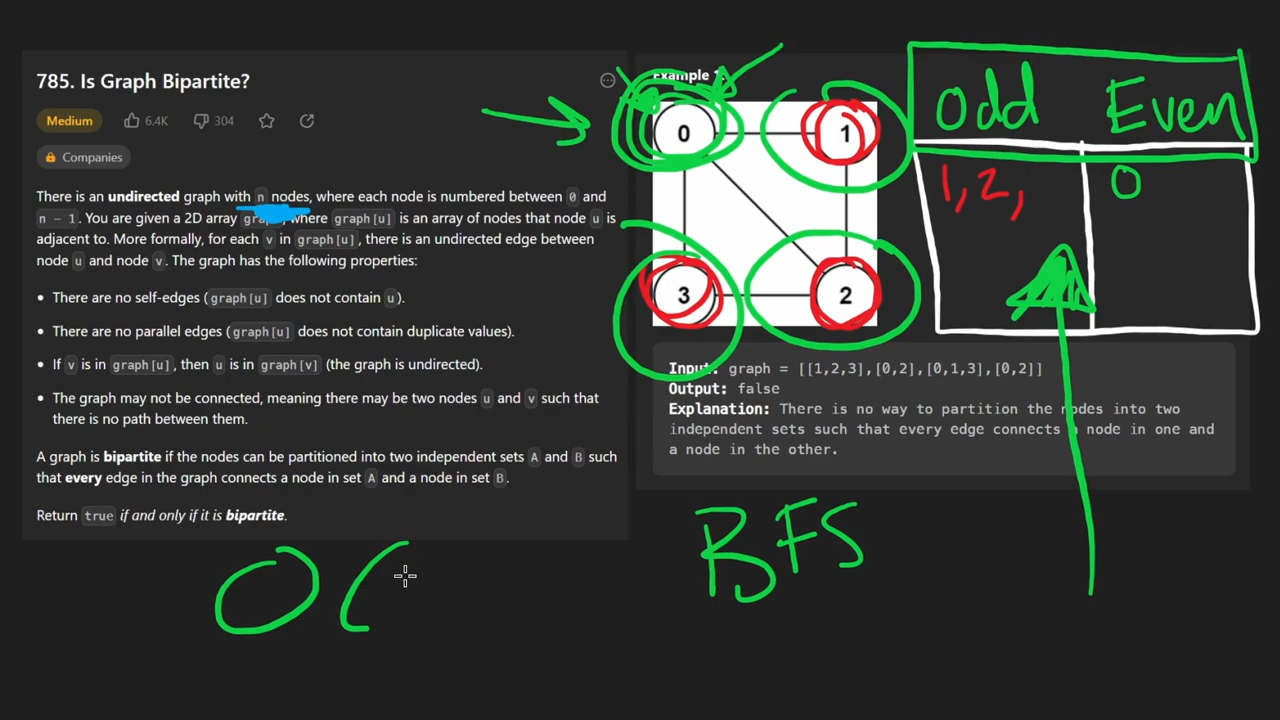 785. Is Graph Bipartite?
Medium
6.4K
304
Companies
There is an undirected graph with n nodes, where each node is numbered between 0 and
n - 1. You are given a 2D array graph, where graph[u] is an array of nodes that node u is
adjacent to. More formally, for each v in graph[u], there is an undirected edge between
node u and node v. The graph has the following properties:
• There are no self-edges (graph[u] does not contain u).
• There are no parallel edges (graph[u] does not contain duplicate values).
• If v is in graph[u], then u is in graph[v] (the graph is undirected).
• The graph may not be connected, meaning there may be two nodes u and v such that
there is no path between them.
A graph is bipartite if the nodes can be partitioned into two independent sets A and B such
that every edge in the graph connects a node in set A and a node in set B.
Return true if and only if it is bipartite.
O(
Example 1
0
1
3
2
Odd Even
1,2, 0
Input: graph = [[1,2,3],[0,2],[0,1,3],[0,2]]
Output: false
Explanation: There is no way to partition the nodes into two
independent sets such that every edge connects a node in one and
a node in the other.
BFS